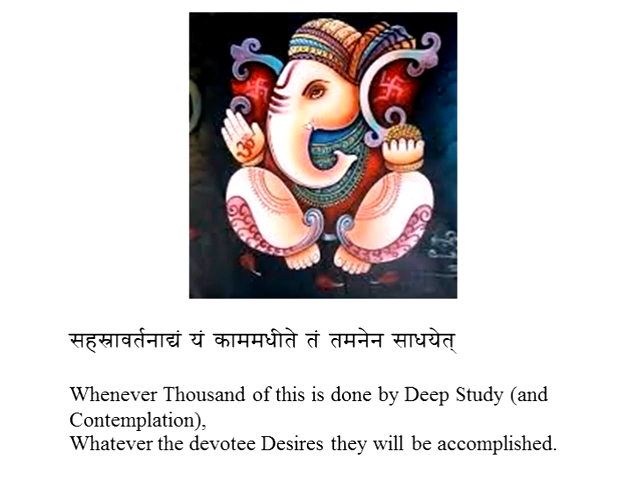 ॐ
सहस्रावर्तनाद्यं यं काममधीते तं तमनेन साधयेत्
Whenever Thousand of this is done by Deep Study (and
Contemplation),
Whatever the devotee Desires they will be accomplished.